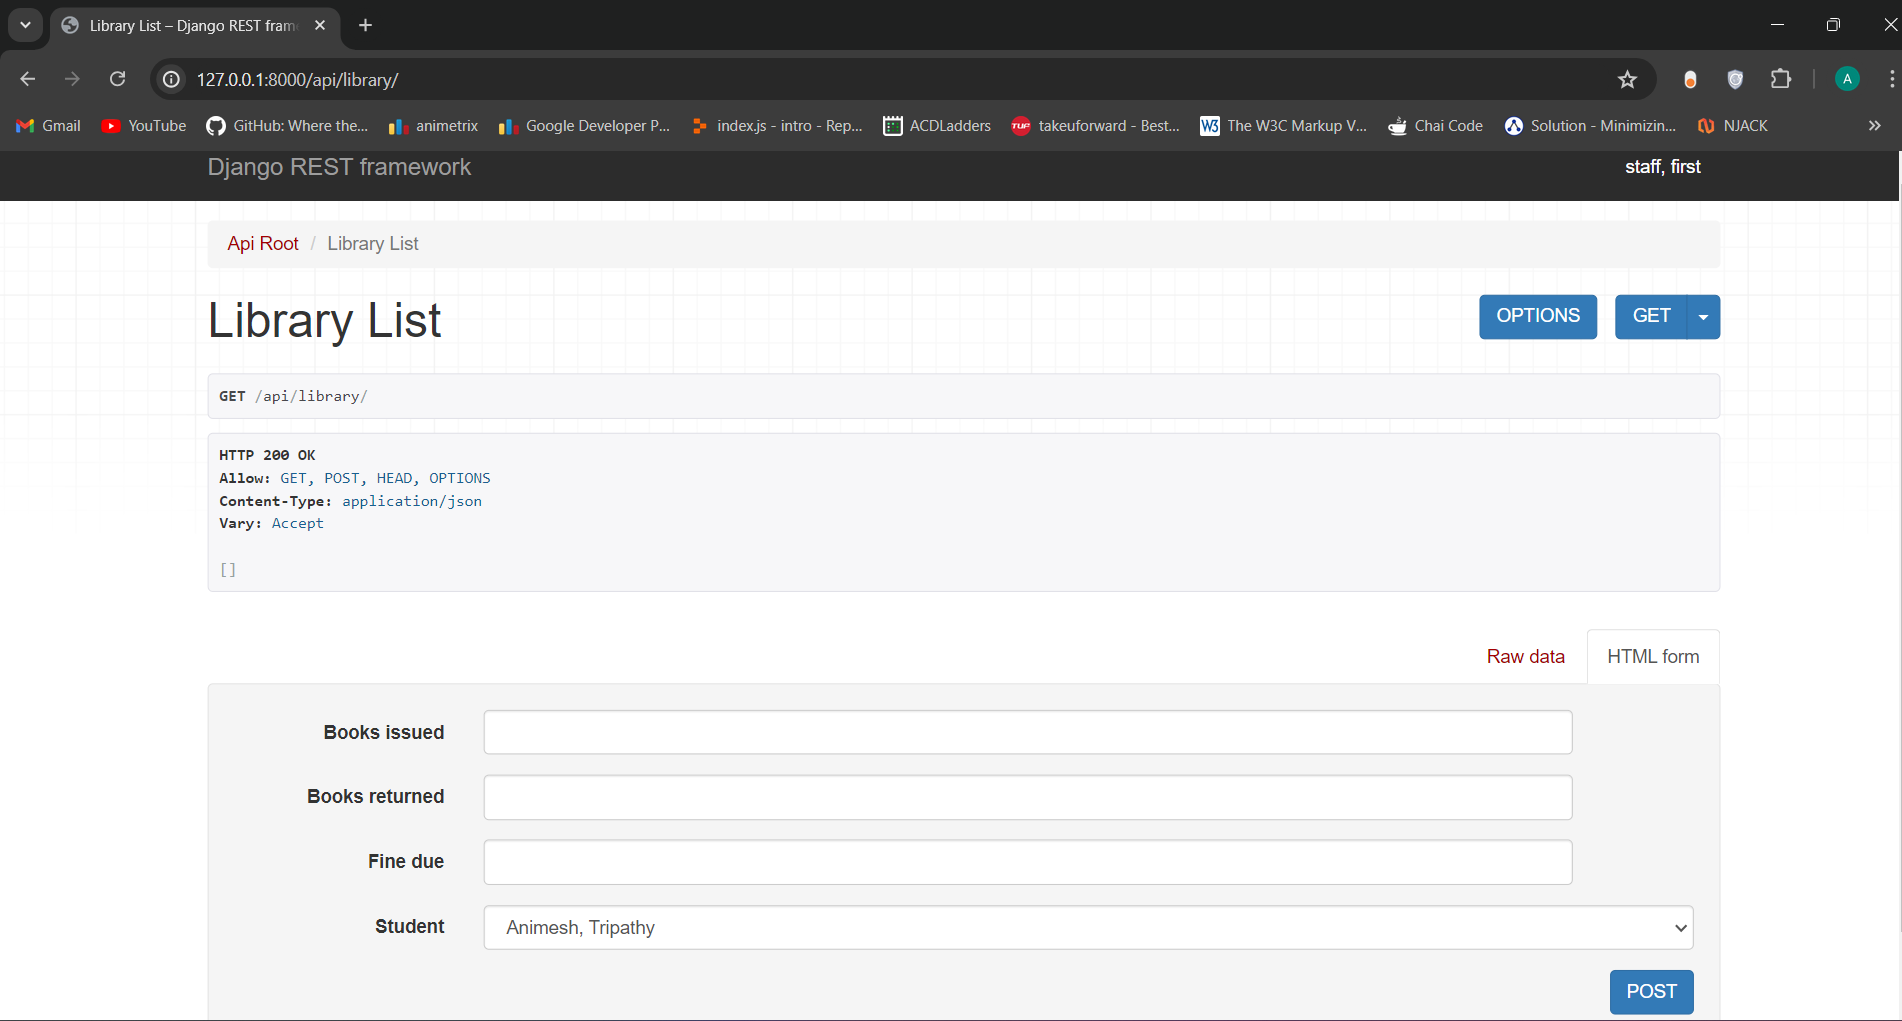 Library List – Django REST fram
127.0.0.1:8000/api/library/
A
Gmail
YouTube
GitHub: Where the...
animetrix
Google Developer P...
index.js - intro - Rep...
ACDLadders
TUF
takeuforward - Best...
W3
The W3C Markup V...
Chai Code
Solution - Minimizin...
NJACK
Django REST framework
staff, first
Api Root / Library List
Library List
OPTIONS
GET
GET /api/library/
HTTP 200 OK
Allow: GET, POST, HEAD, OPTIONS
Content-Type: application/json
Vary: Accept
[]
Raw data
HTML form
Books issued
Books returned
Fine due
Student
Animesh, Tripathy
POST